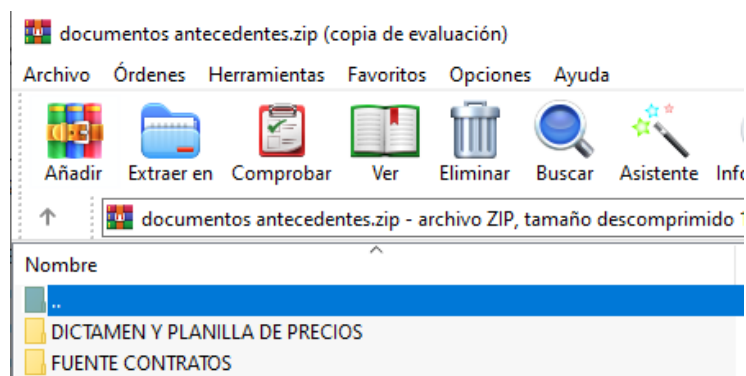 documentos antecedentes.zip (copia de evaluación)
Archivo Órdenes Herramientas Favoritos Opciones Ayuda
Añadir Extraer en Comprobar Ver Eliminar Buscar Asistente
documentos antecedentes.zip - archivo ZIP, tamaño descomprimido
Nombre
..
DICTAMEN Y PLANILLA DE PRECIOS
FUENTE CONTRATOS